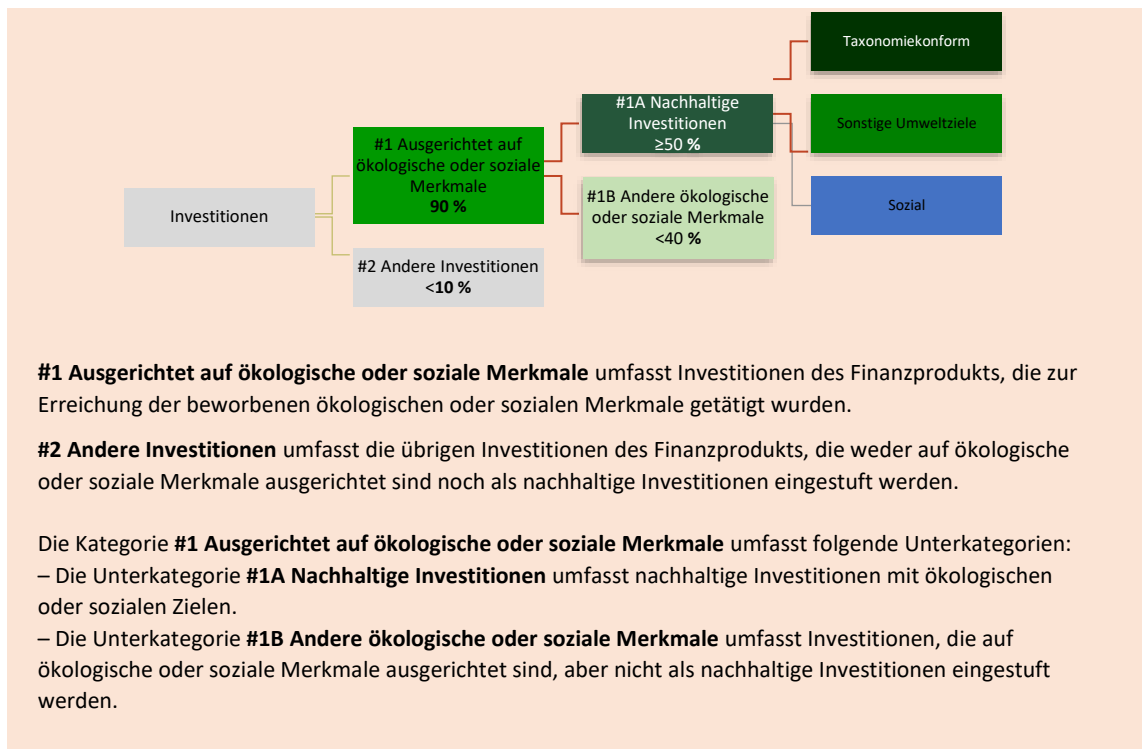 Taxonomiekonform
#1A Nachhaltige
Investitionen
≥50 %
Sonstige Umweltziele
#1 Ausgerichtet auf
ökologische oder soziale
Merkmale
90 %
#1B Andere ökologische
oder soziale Merkmale
<40 %
Sozial
Investitionen
#2 Andere Investitionen
<10 %
#1 Ausgerichtet auf ökologische oder soziale Merkmale umfasst Investitionen des Finanzprodukts, die zur
Erreichung der beworbenen ökologischen oder sozialen Merkmale getätigt wurden.
#2 Andere Investitionen umfasst die übrigen Investitionen des Finanzprodukts, die weder auf ökologische
oder soziale Merkmale ausgerichtet sind noch als nachhaltige Investitionen eingestuft werden.
Die Kategorie #1 Ausgerichtet auf ökologische oder soziale Merkmale umfasst folgende Unterkategorien:
– Die Unterkategorie #1A Nachhaltige Investitionen umfasst nachhaltige Investitionen mit ökologischen
oder sozialen Zielen.
– Die Unterkategorie #1B Andere ökologische oder soziale Merkmale umfasst Investitionen, die auf
ökologische oder soziale Merkmale ausgerichtet sind, aber nicht als nachhaltige Investitionen eingestuft
werden.